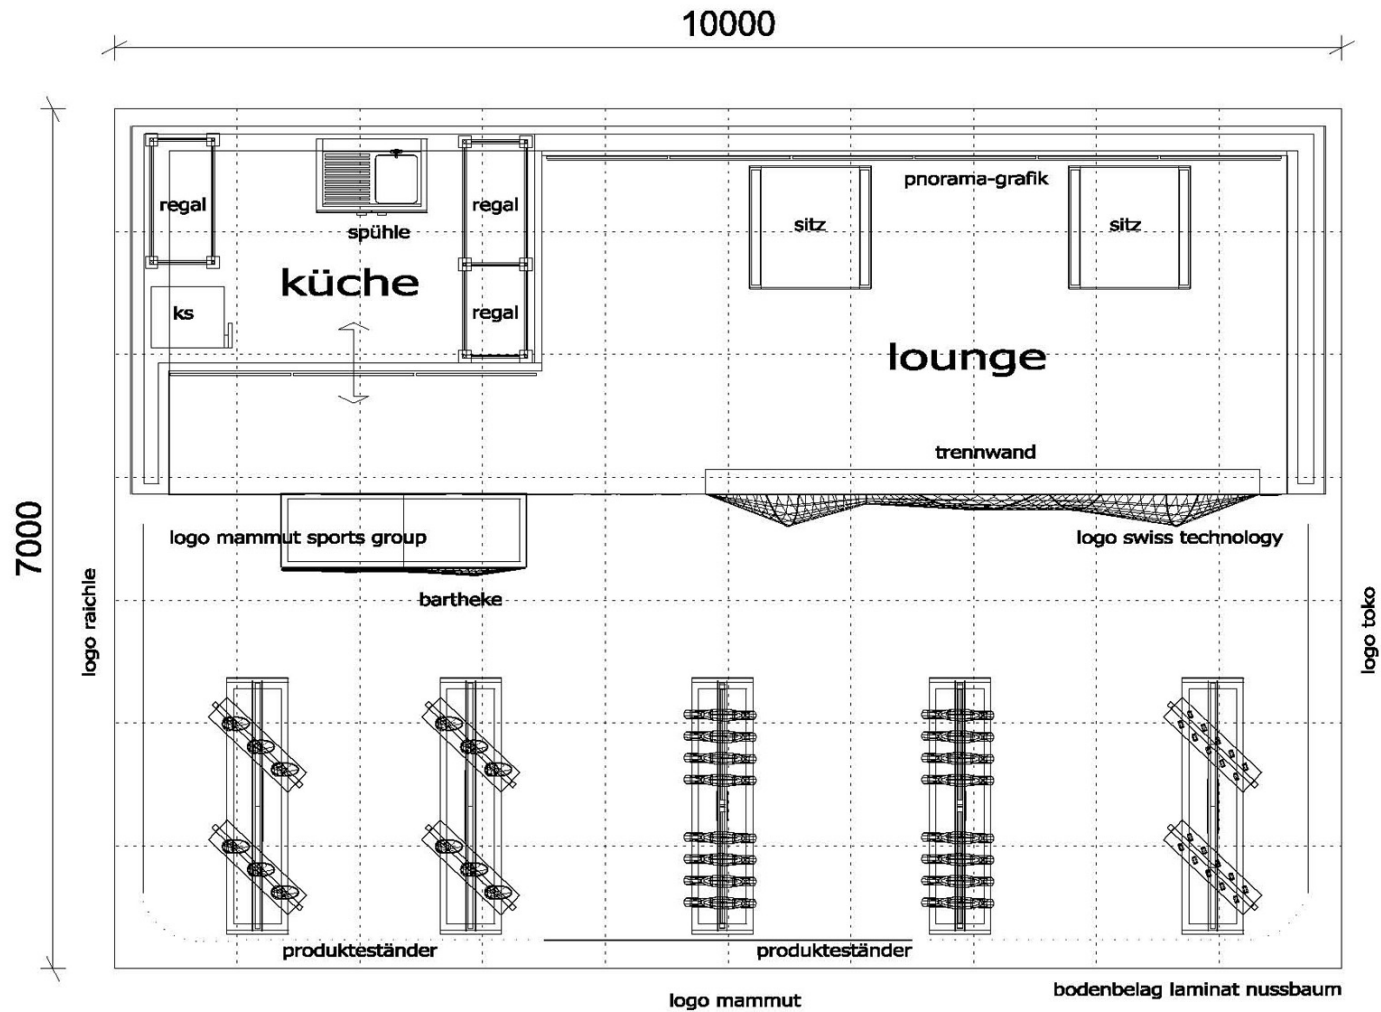 10000
7000
pnorama-grafik
regal
regal
sitz
sitz
spühle
küche
ks
regal
lounge
trennwand
logo mammut sports group
logo swiss technology
bartheke
logo raichle
logo toko
produkteständer
produkteständer
bodenbelag laminat nussbaum
logo mammut